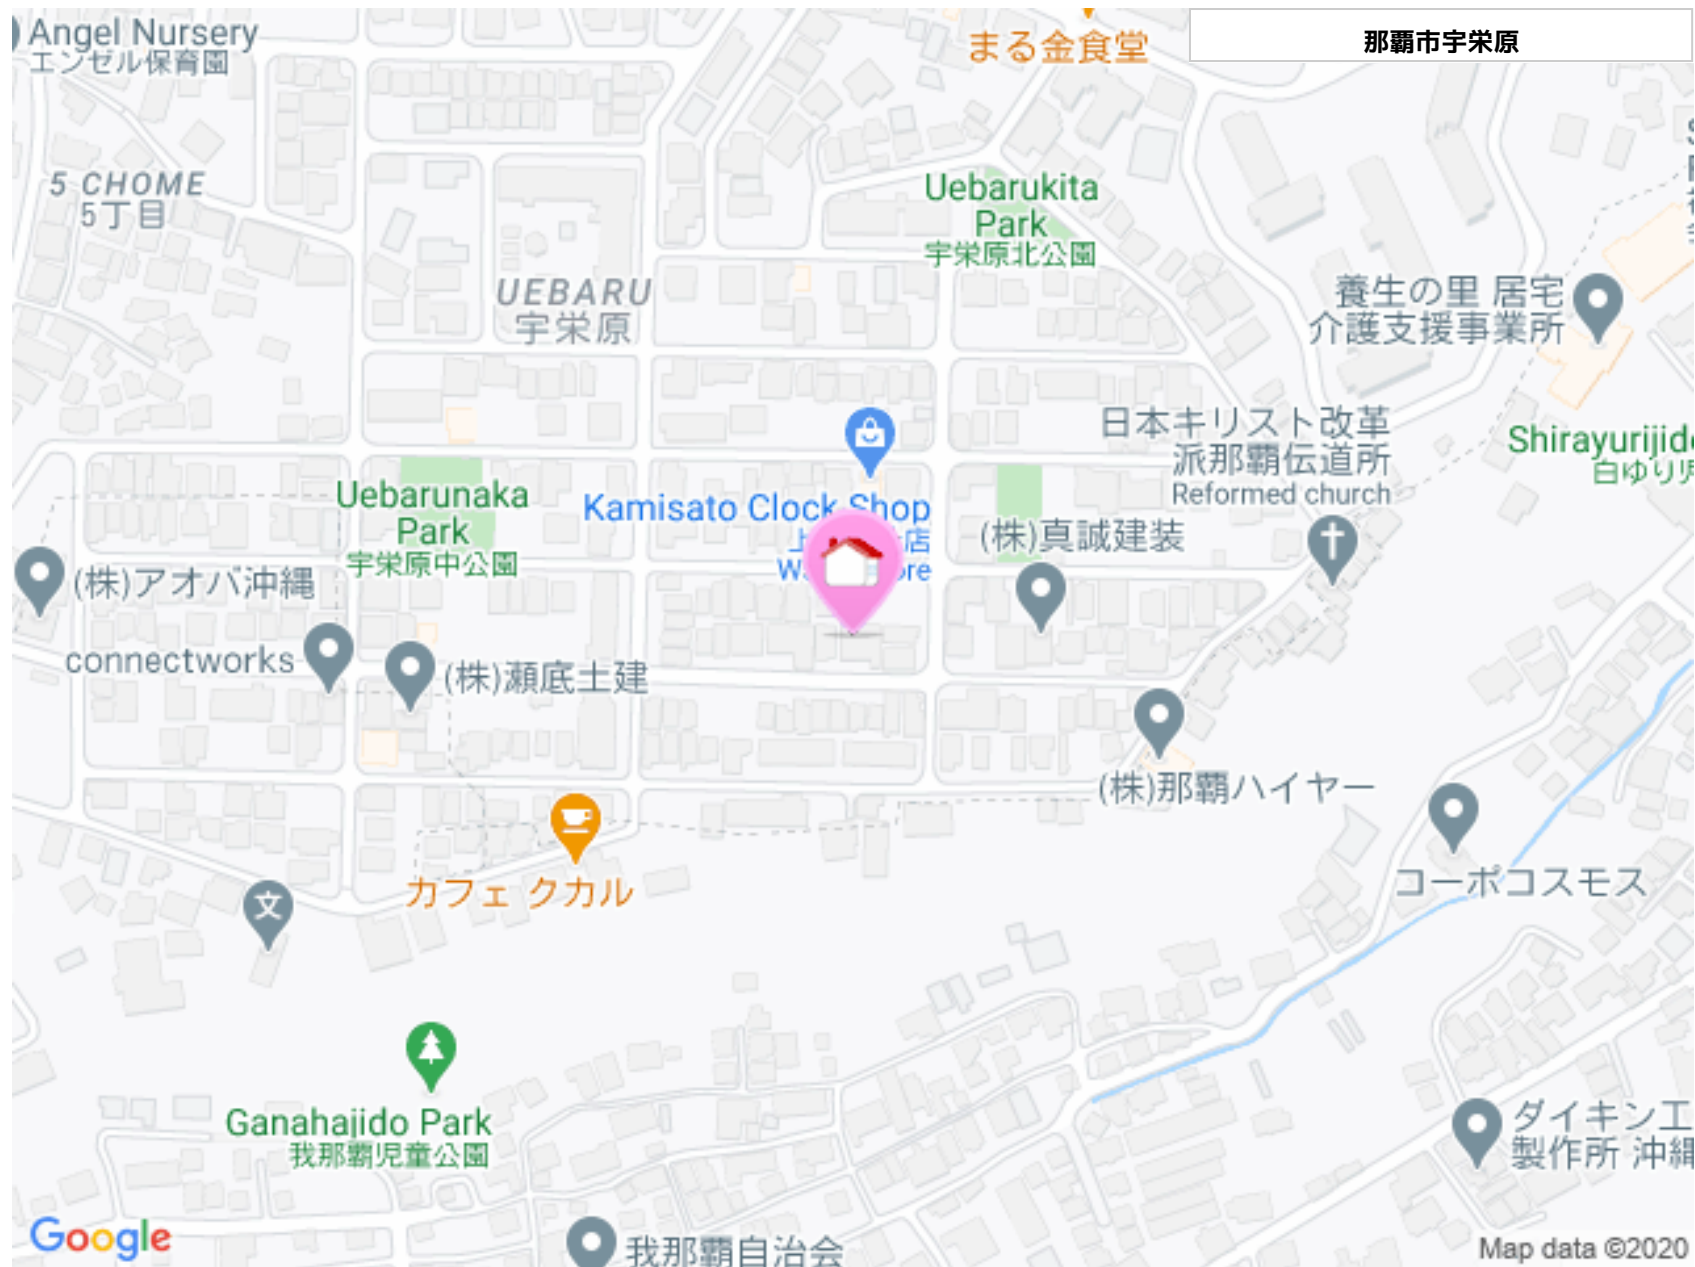 Angel Nursery
エンゼル保育園
まる金食堂
那覇市宇栄原
5 CHOME
5丁目
Uebarukita
Park
宇栄原北公園
UEBARU
宇栄原
養生の里 居宅
介護支援事業所
日本キリスト改革
派那覇伝道所
Reformed church
Shirayurijid
白ゆり児
Uebarunaka
Park
宇栄原中公園
Kamisato Clock Shop
店
(株)真誠建装
(株)アオバ沖縄
connectworks
(株)瀬底土建
(株)那覇ハイヤー
カフェ クカル
文
コーポコスモス
Ganahajido Park
我那覇児童公園
ダイキン工
製作所 沖縄
我那覇自治会
Google
Map data ©2020